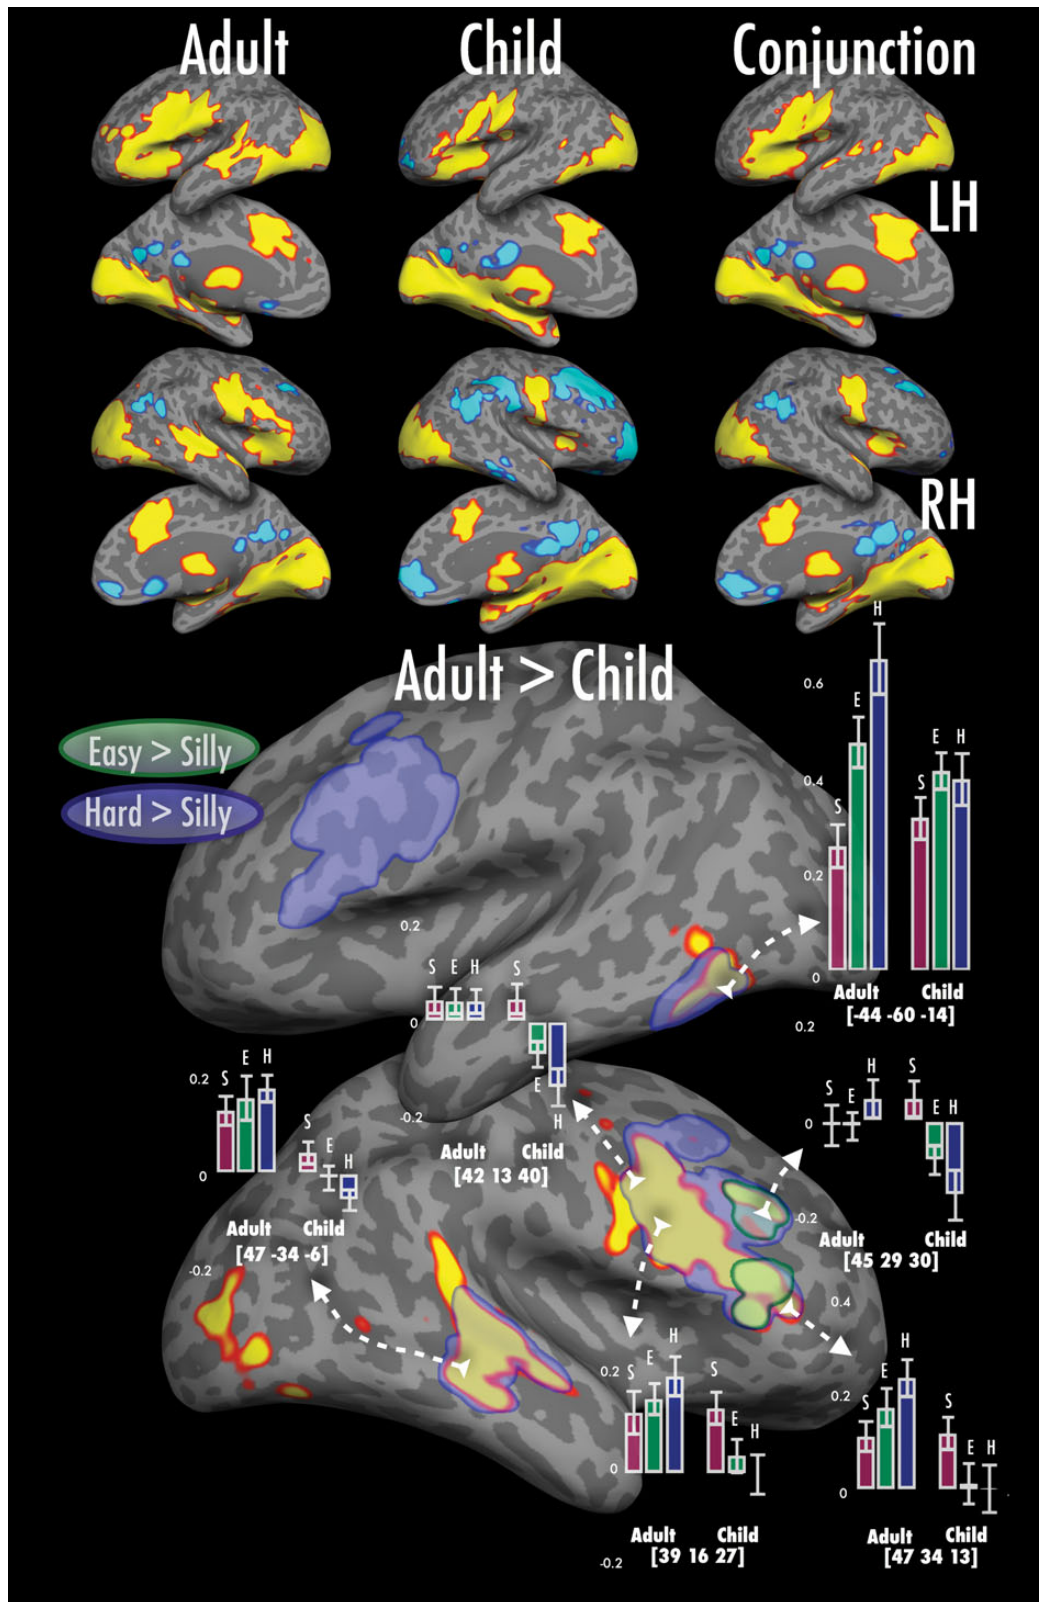 Adult Child Conjunction
LH
RH
Adult > Child
Easy > Silly
Hard > Silly
H
0.6
E
E H
S
0.4
S
0.2
0
Adult Child
[-44 -60 -14]
0.2
S E H S
0
E
H
-0.2
Adult Child
[42 13 40]
0.2
S E H
S
E
H
0
Adult Child
[47 -34 -6]
-0.2
0.2
S E H S
0
E H
-0.2
Adult Child
[45 29 30]
0.2
S E H S
E H
0
Adult Child
[39 16 27]
-0.2
0.4
H
E
S S
E H
0.2
0
Adult Child
[47 34 13]